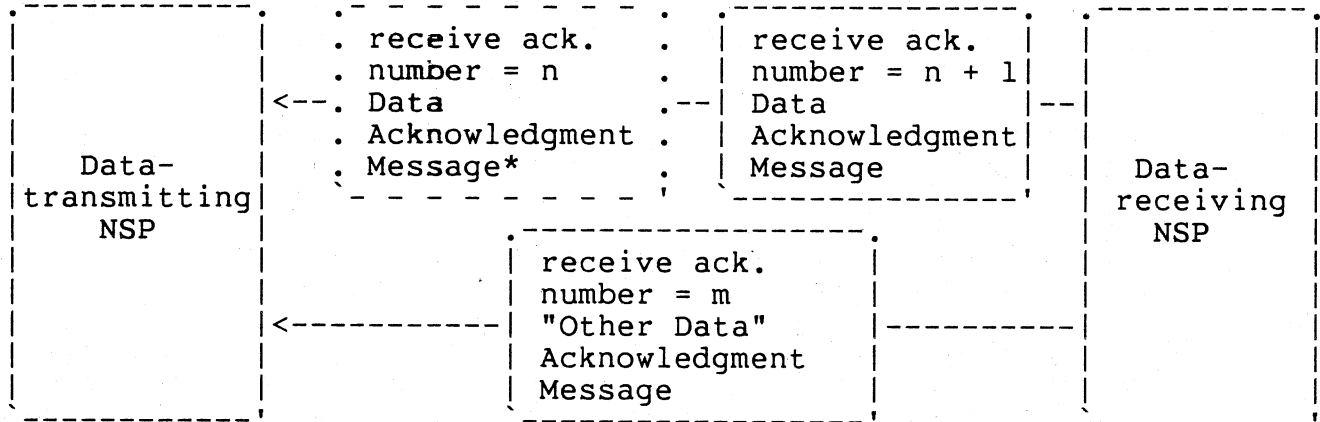 receive ack.
number = n
Data
Acknowledgment
Message*
receive ack.
number = n + 1
Data
Acknowledgment
Message
Data-
transmitting
NSP
Data-
receiving
NSP
receive ack.
number = m
"Other Data"
Acknowledgment
Message